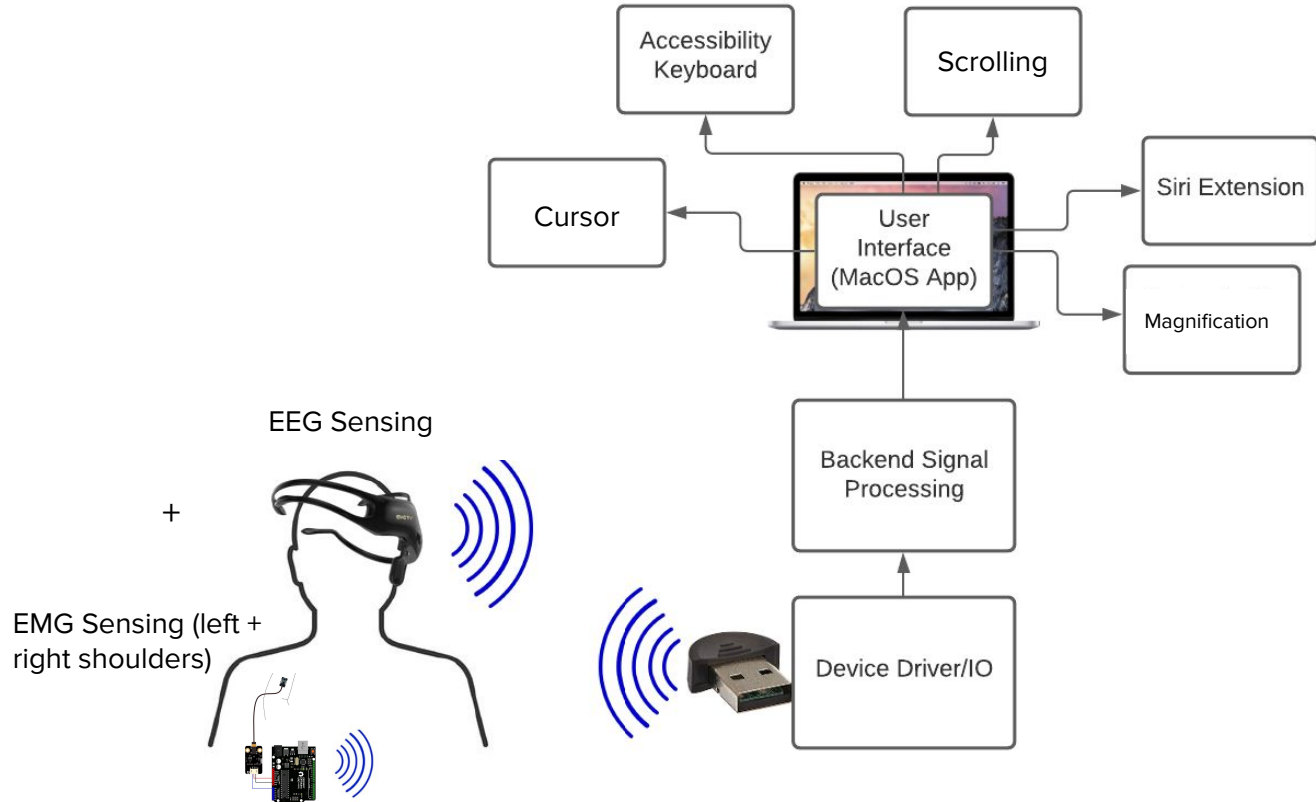 Accessibility
Keyboard
Scrolling
Siri Extension
Cursor
User
Interface
(MacOS App)
Magnification
EEG Sensing
Backend Signal
Processing
+
EMG Sensing (left +
right shoulders)
Device Driver/IO